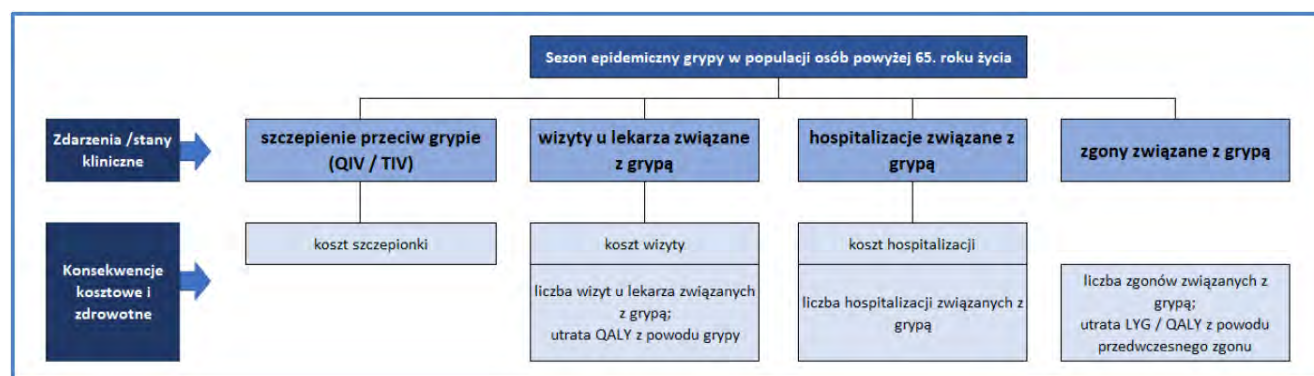 Sezon epidemiczny grypy w populacji osób powyżej 65. roku życia
Zdarzenia /stany
kliniczne
szczepienie przeciw grypie
(QIV / TIV)
wizyty u lekarza związane
z grypą
hospitalizacje związane z
grypą
zgony związane z grypą
Konsekwencje
kosztowe i
zdrowotne
koszt szczepionki
koszt wizyty
liczba wizyt u lekarza związanych
z grypą;
utrata QALY z powodu grypy
koszt hospitalizacji
liczba hospitalizacji związanych z
grypą
liczba zgonów związanych z
grypą;
utrata LYG / QALY z powodu
przedwczesnego zgonu